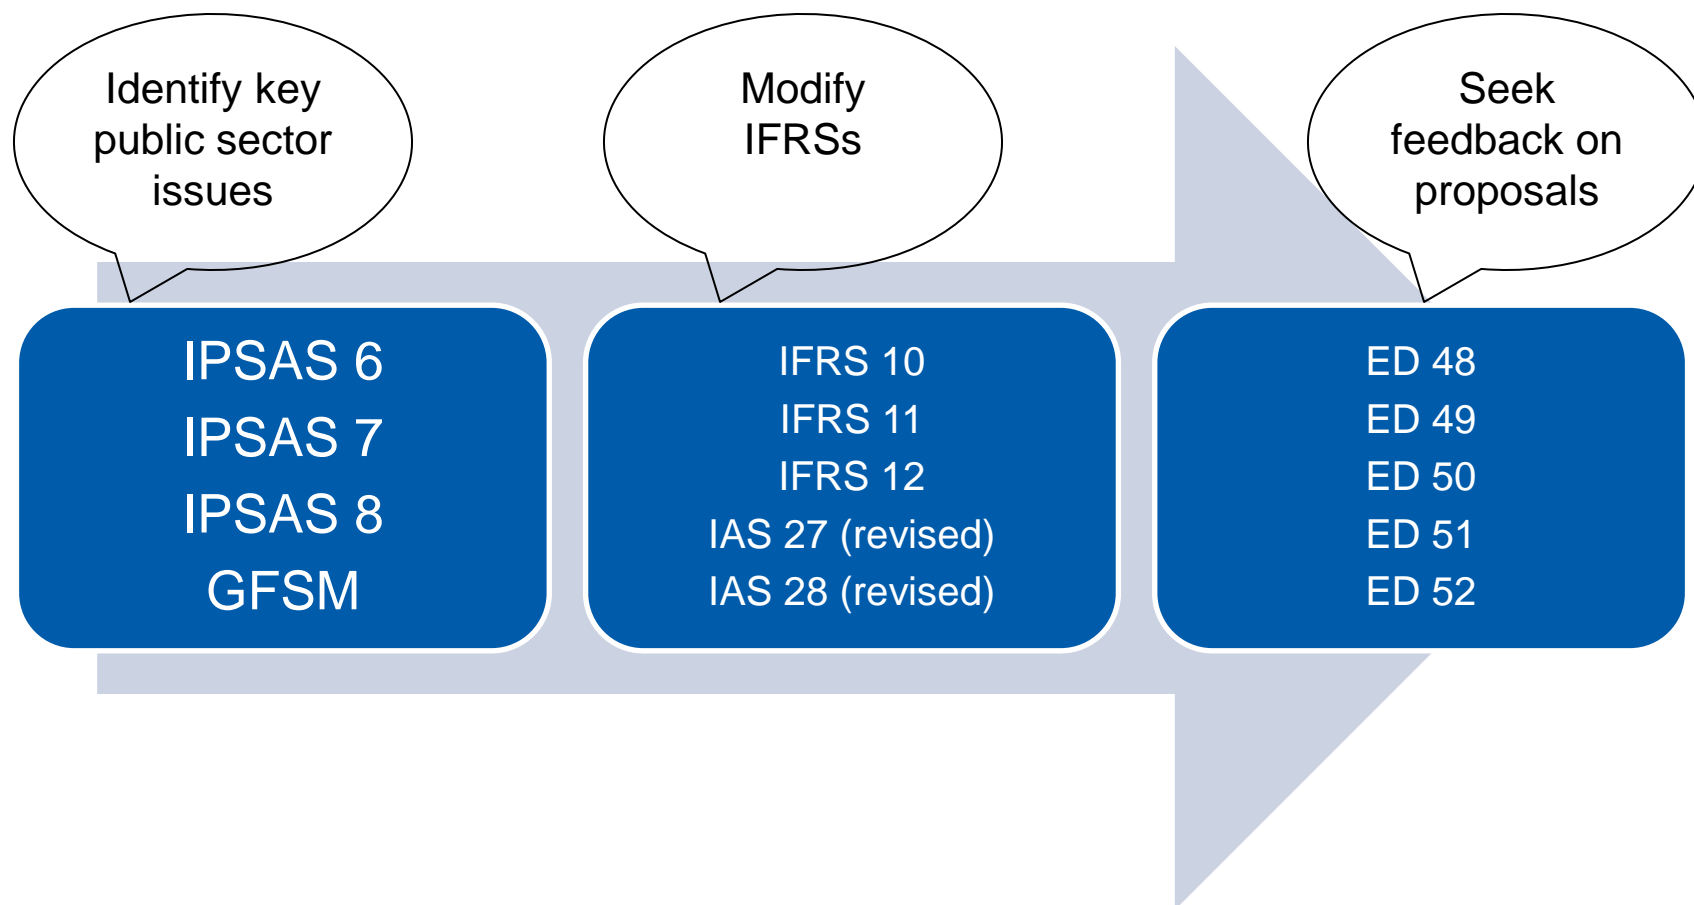 Identify key
public sector
issues
Modify
IFRSs
Seek
feedback on
proposals
IPSAS 6
IPSAS 7
IPSAS 8
GFSM
IFRS 10
IFRS 11
IFRS 12
IAS 27 (revised)
IAS 28 (revised)
ED 48
ED 49
ED 50
ED 51
ED 52